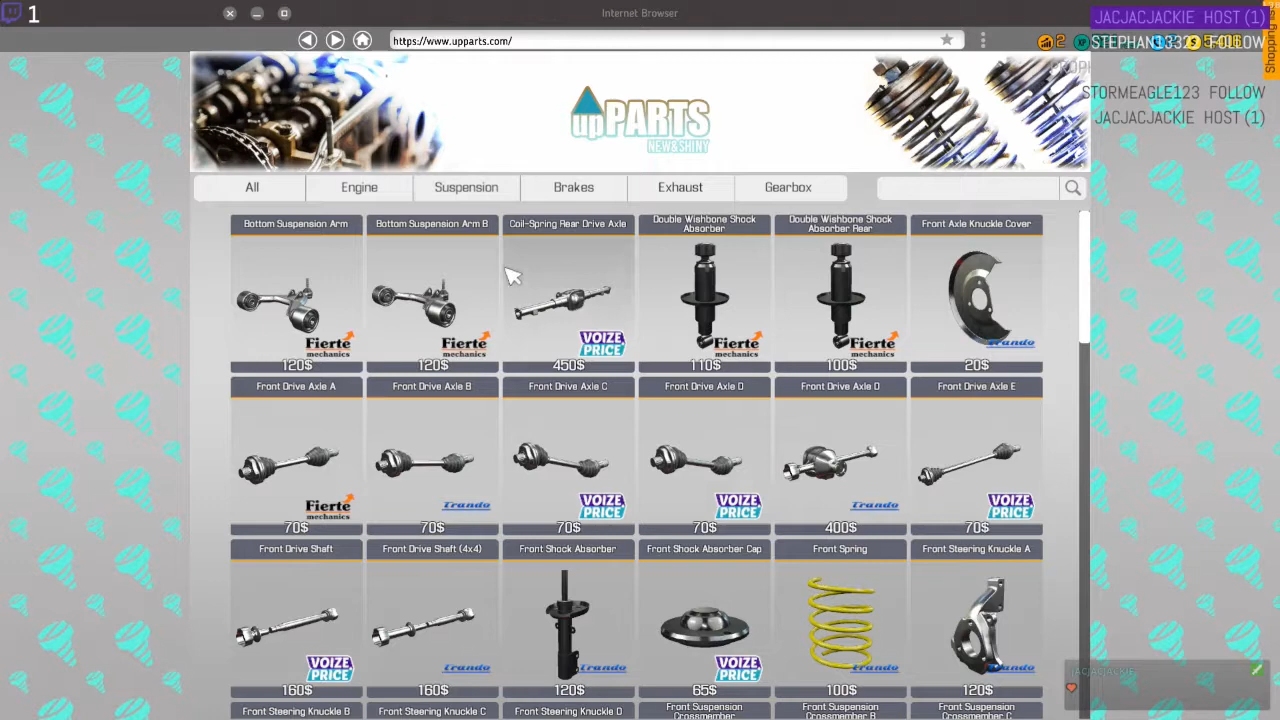 1
Internet Browser
JACJACJACKIE HOST (1)
https://www.upparts.com/
2
XP
FOLLOW
STORMEAGLE123 FOLLOW
JACJACJACKIE HOST (1)
upPARTS
NEW&SHINY
All Engine Suspension Brakes Exhaust Gearbox
Bottom Suspension Arm
Fierte mechanics
120$
Bottom Suspension Arm B
Fierte mechanics
120$
Coil-Spring Rear Drive Axle
VOIZE PRICE
450$
Double Wishbone Shock
Absorber
Fierte mechanics
110$
Double Wishbone Shock
Absorber Rear
Fierte mechanics
100$
Front Axle Knuckle Cover
Trando
20$
Front Drive Axle A
Fierte mechanics
70$
Front Drive Axle B
Trando
70$
Front Drive Axle C
VOIZE PRICE
70$
Front Drive Axle D
VOIZE PRICE
70$
Front Drive Axle D
Trando
400$
Front Drive Axle E
VOIZE PRICE
70$
Front Drive Shaft
VOIZE PRICE
160$
Front Drive Shaft (4x4)
Trando
160$
Front Shock Absorber
Trando
120$
Front Shock Absorber Cap
VOIZE PRICE
65$
Front Spring
Trando
100$
Front Steering Knuckle A
Trando
120$
Front Steering Knuckle B
Front Steering Knuckle C
Front Steering Knuckle D
Front Suspension
Crossmember
Front Suspension
Crossmember B
Front Suspension
Crossmember C
JACJACJACKIE